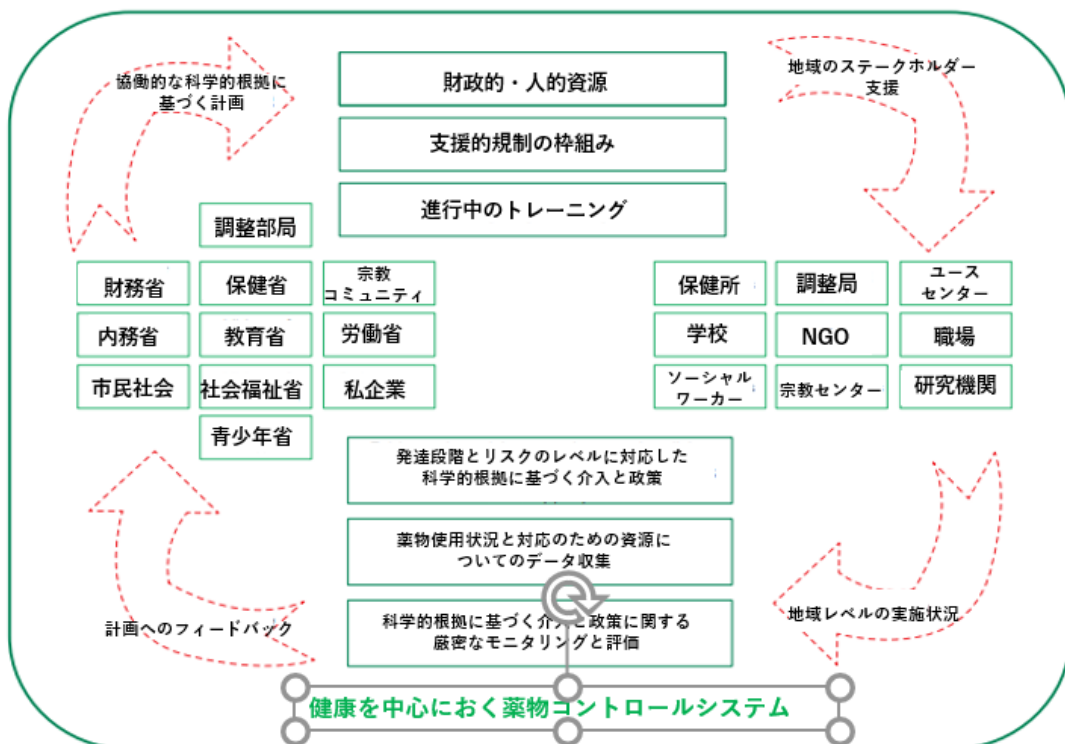 協働的な科学的根拠に
基づく計画
財政的・人的資源
支援的規制の枠組み
進行中のトレーニング
地域のステークホルダー
支援
調整部局
財務省
保健省
宗教
コミュニティ
内務省
教育省
労働省
市民社会
社会福祉省
私企業
青少年省
保健所
調整局
ユース
センター
学校
NGO
職場
ソーシャル
ワーカー
宗教センター
研究機関
発達段階とリスクのレベルに対応した
科学的根拠に基づく介入と政策
薬物使用状況と対応のための資源に
ついてのデータ収集
科学的根拠に基づく介入と政策に関する
厳密なモニタリングと評価
計画へのフィードバック
地域レベルの実施状況
健康を中心におく薬物コントロールシステム